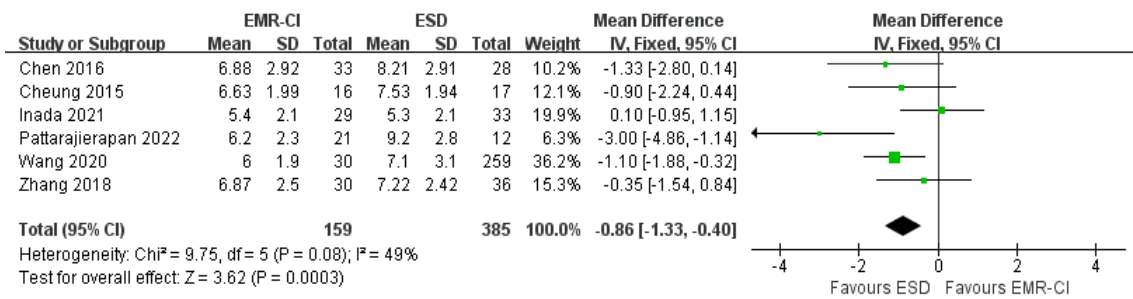 EMR-CI ESD Mean Difference Mean Difference
Study or Subgroup Mean SD Total Mean SD Total Weight IV, Fixed, 95% CI IV, Fixed, 95% CI
Chen 2016 6.88 2.92 33 8.21 2.91 28 10.2% -1.33 [-2.80, 0.14]
Cheung 2015 6.63 1.99 16 7.53 1.94 17 12.1% -0.90 [-2.24, 0.44]
Inada 2021 5.4 2.1 29 5.3 2.1 33 19.9% 0.10 [-0.95, 1.15]
Pattarajierapan 2022 6.2 2.3 21 9.2 2.8 12 6.3% -3.00 [-4.86, -1.14]
Wang 2020 6 1.9 30 7.1 3.1 259 36.2% -1.10 [-1.88, -0.32]
Zhang 2018 6.87 2.5 30 7.22 2.42 36 15.3% -0.35 [-1.54, 0.84]
Total (95% CI) 159 385 100.0% -0.86 [-1.33, -0.40]
Heterogeneity: Chi² = 9.75, df = 5 (P = 0.08); I² = 49%
Test for overall effect: Z = 3.62 (P = 0.0003)
-4 -2 0 2 4
Favours ESD Favours EMR-CI